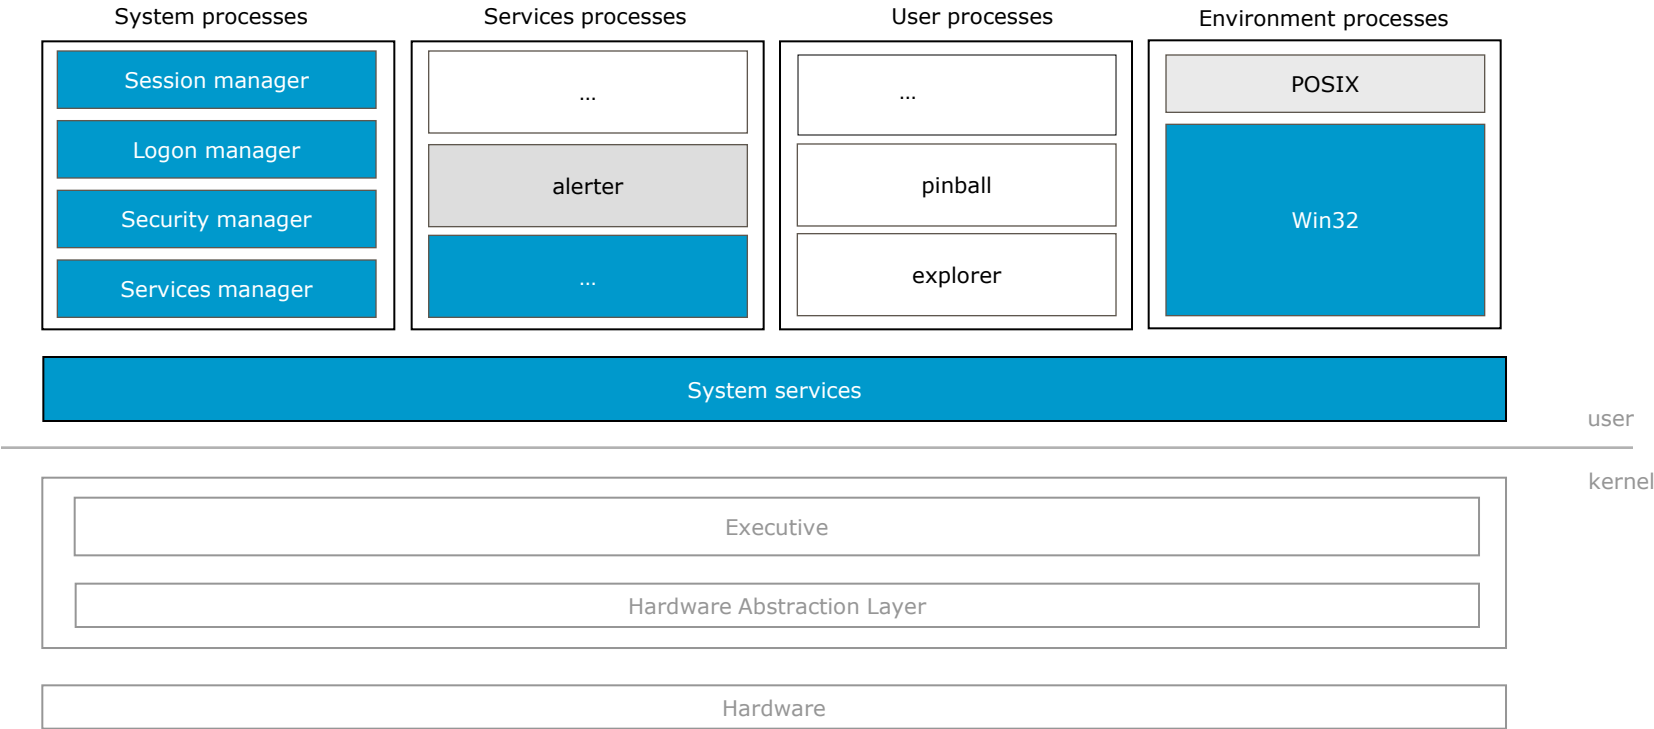 System processes
Services processes
User processes
Environment processes
Session manager
Logon manager
Security manager
Services manager
...
alerter
...
...
pinball
explorer
POSIX
Win32
System services
user
kernel
Executive
Hardware Abstraction Layer
Hardware